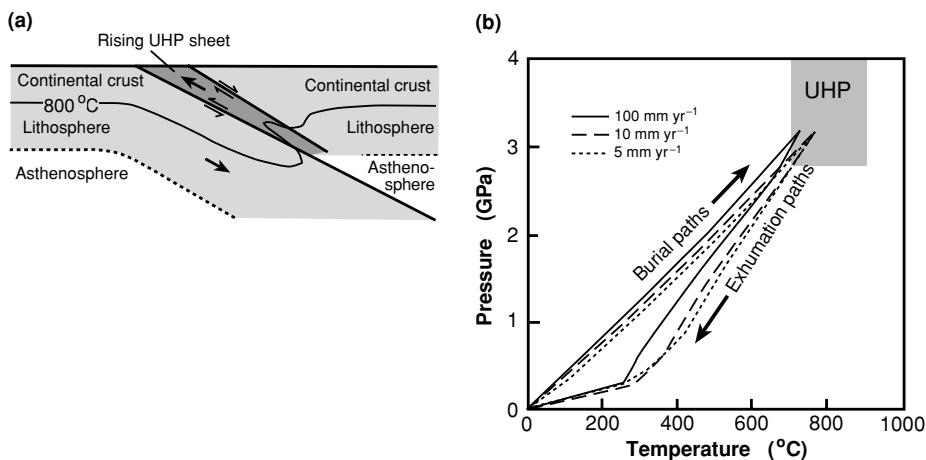 (a)
Rising UHP sheet
Continental crust
Continental crust
800 °C
Lithosphere
Lithosphere
Asthenosphere
Astheno-
sphere
(b)
4
3
2
1
0
Pressure (GPa)
UHP
100 mm yr⁻¹
10 mm yr⁻¹
5 mm yr⁻¹
Burial paths
Exhumation paths
0 200 400 600 800 1000
Temperature (°C)